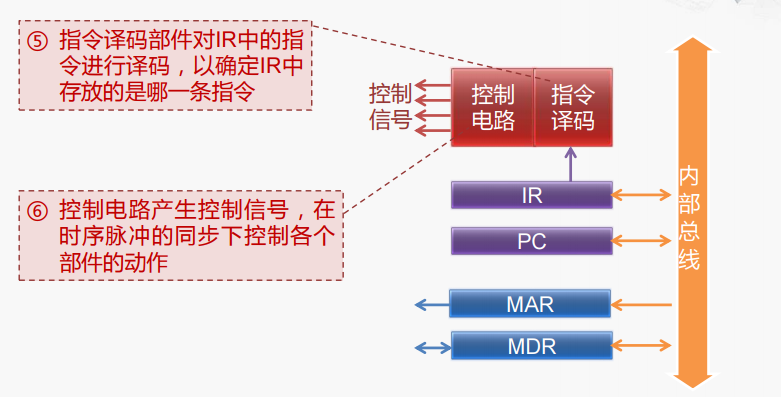 ⑤ 指令译码部件对IR中的指
令进行译码，以确定IR中
存放的是哪一条指令
控制
信号
控制
电路
指令
译码
⑥ 控制电路产生控制信号，在
时序脉冲的同步下控制各个
部件的动作
IR
PC
MAR
MDR
内
部
总
线